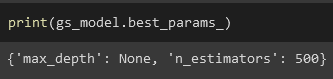 print(gs_model.best_params_)
{'max_depth': None, 'n_estimators': 500}